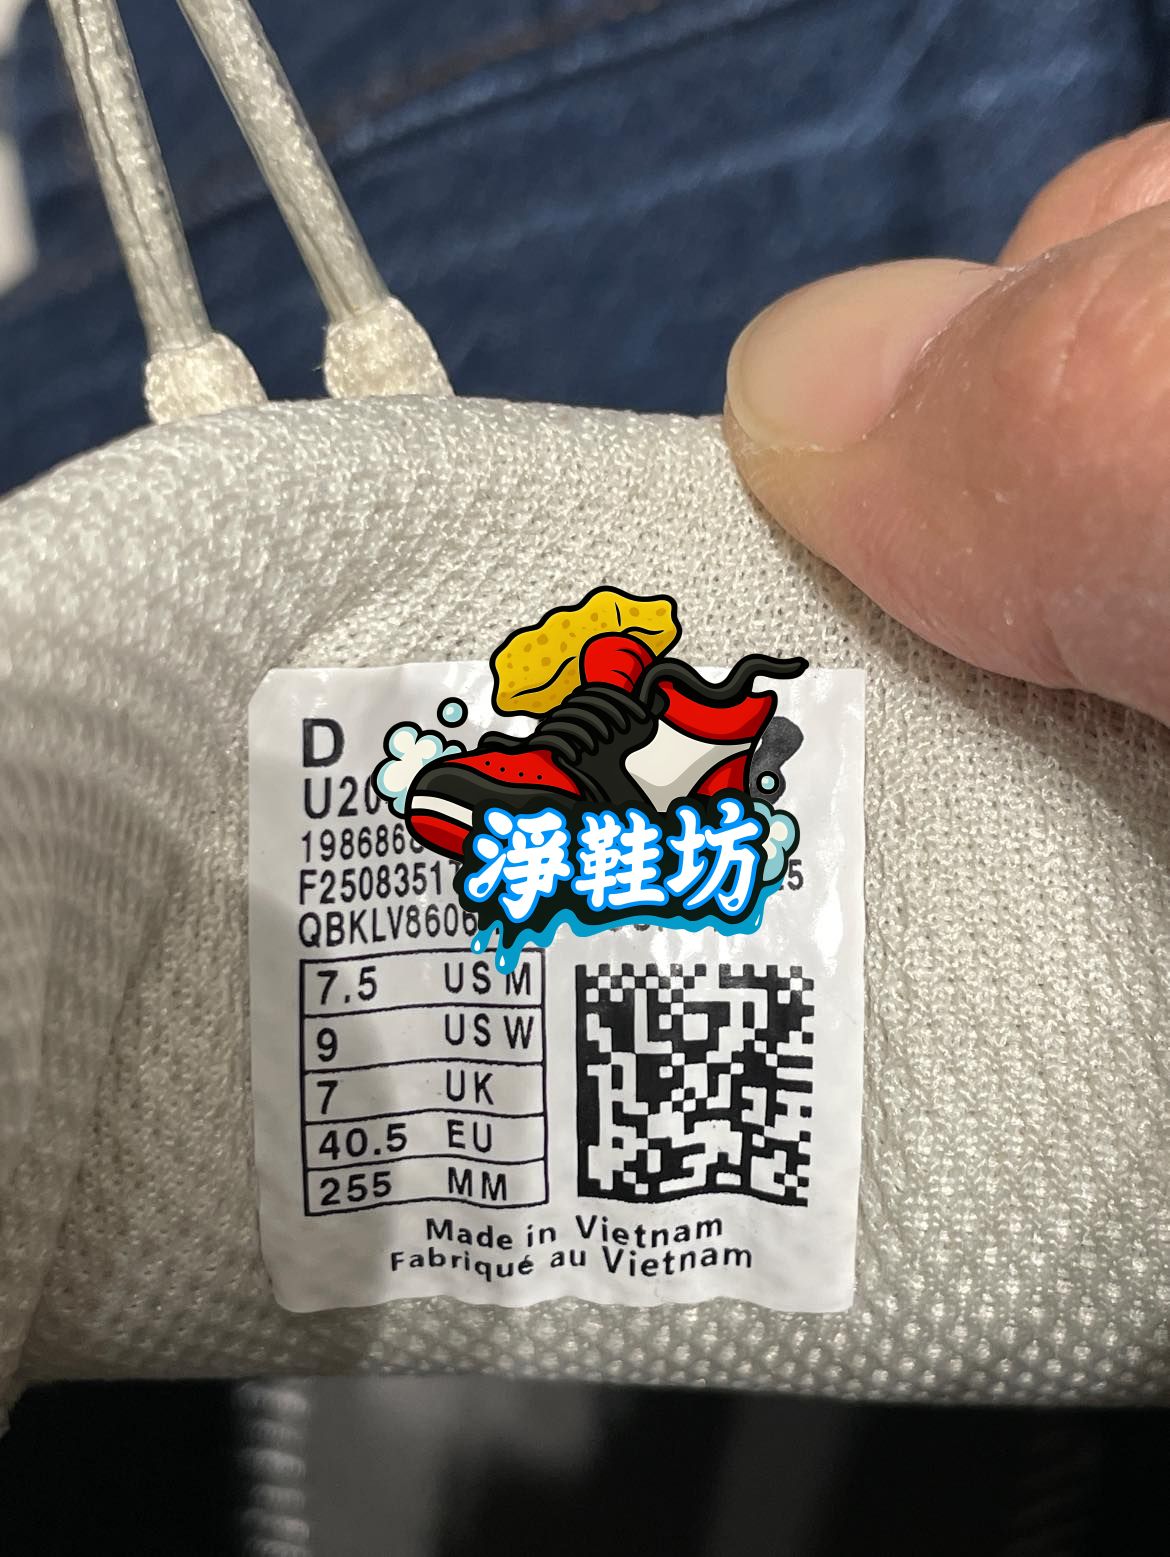 D
U20
198686
F2508351
25
QBKLV8606
淨鞋坊
7.5 US M
9 US W
7 UK
40.5 EU
255 MM
Made in Vietnam
Fabriqué au Vietnam